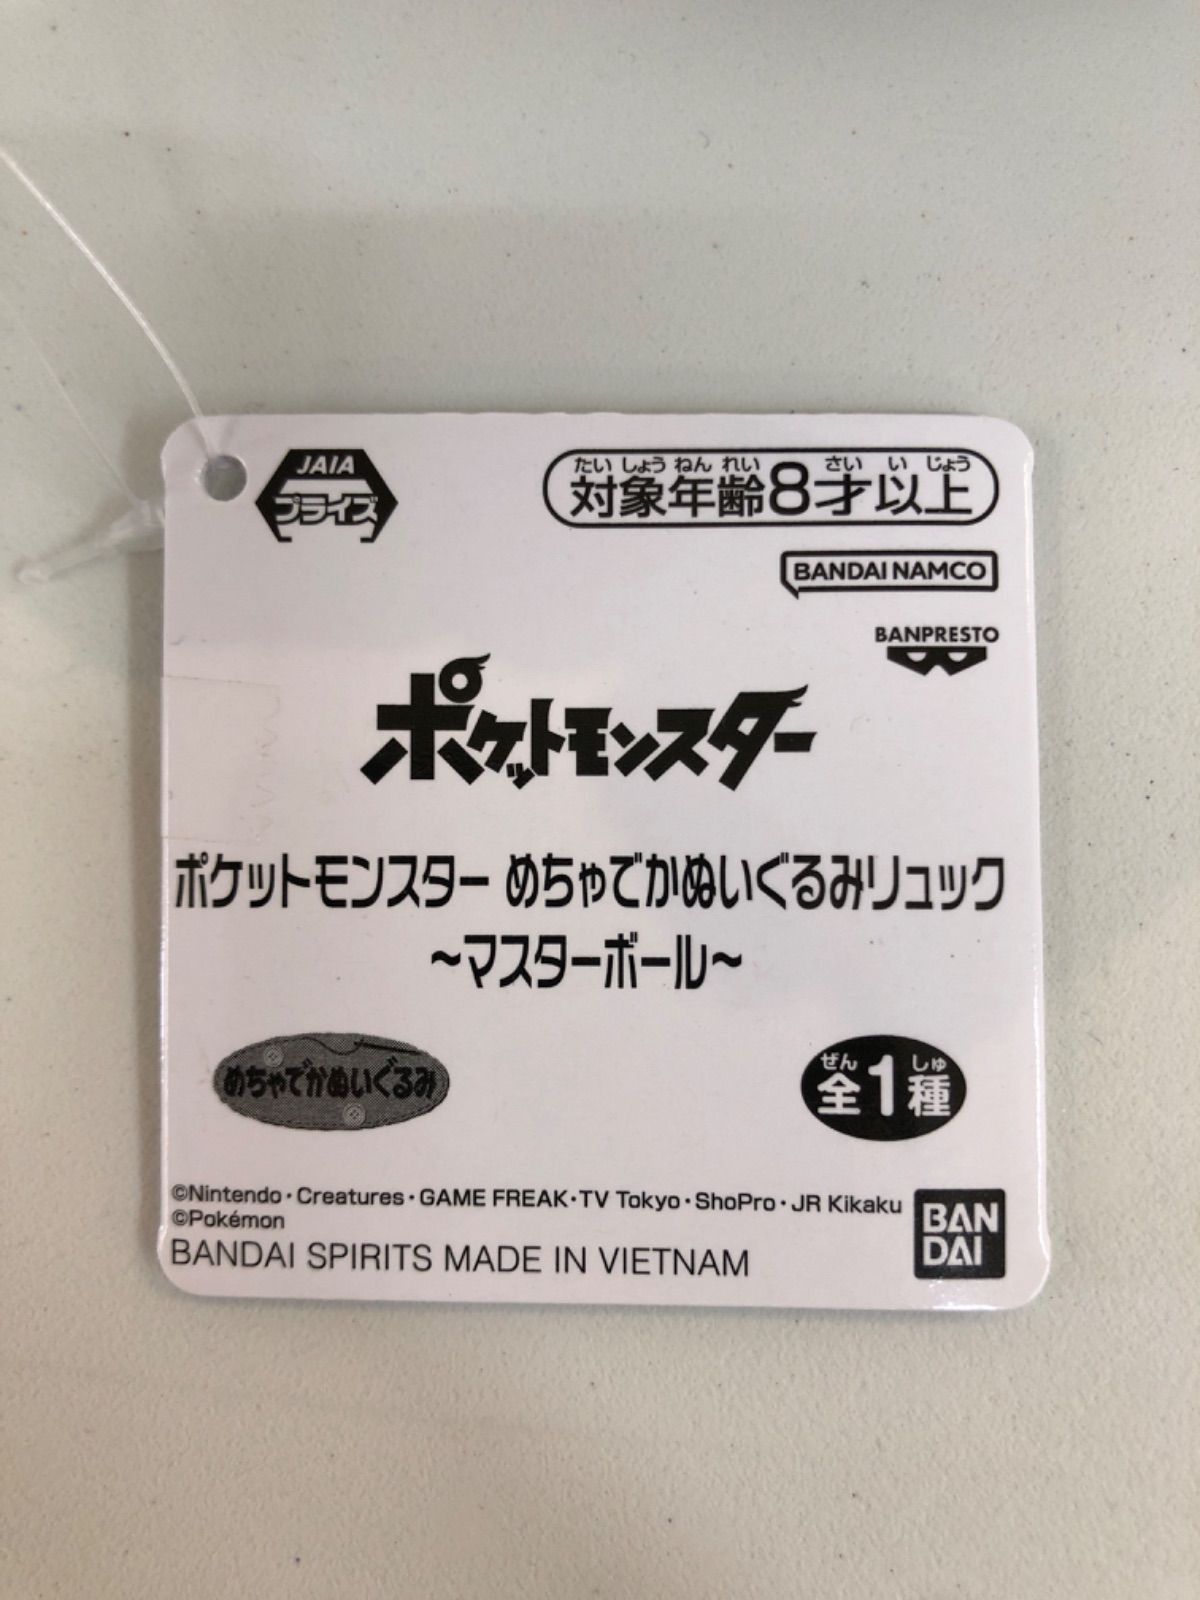 JAIA
プライズ
たいしょうねんれい さいいじょう
対象年齢8才以上
BANDAI NAMCO
BANPRESTO
ポケットモンスター
ポケットモンスター めちゃでかぬいぐるみリュック
~マスターボール~
めちゃでかぬいぐるみ
ぜん しゅ
全1種
©Nintendo・Creatures・GAME FREAK・TV Tokyo・ShoPro・JR Kikaku
©Pokémon
BANDAI SPIRITS MADE IN VIETNAM
BAN
DAI